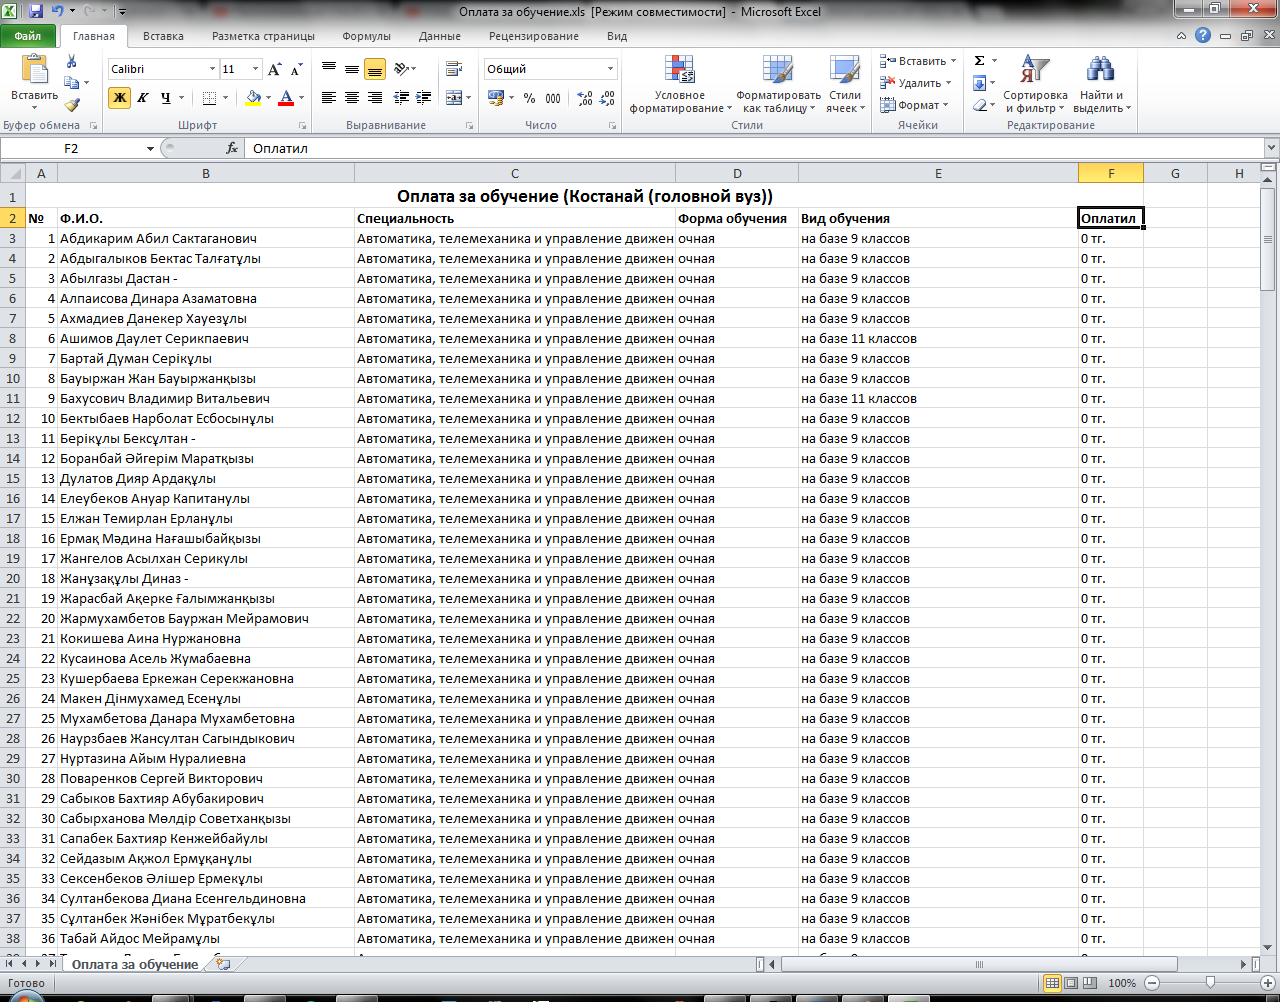 Оплата за обучение.xls [Режим совместимости] - Microsoft Excel
Файл Главная Вставка Разметка страницы Формулы Данные Рецензирование Вид
Вставить
Буфер обмена
Calibri 11
Ж К Ч
Шрифт
Выравнивание
Общий
% 000
Число
Условное форматирование
Форматировать как таблицу
Стили ячеек
Стили
Вставить
Удалить
Формат
Ячейки
Σ
Сортировка и фильтр
Найти и выделить
Редактирование
F2 fx Оплатил
A B C D E F G H
1 Оплата за обучение (Костанай (головной вуз))
2 № Ф.И.О. Специальность Форма обучения Вид обучения Оплатил
3 1 Абдикарим Абил Сактаганович Автоматика, телемеханика и управление движен очная на базе 9 классов 0 тг.
4 2 Абдыгалыков Бектас Талғатұлы Автоматика, телемеханика и управление движен очная на базе 9 классов 0 тг.
5 3 Абылгазы Дастан - Автоматика, телемеханика и управление движен очная на базе 9 классов 0 тг.
6 4 Алпаисова Динара Азаматовна Автоматика, телемеханика и управление движен очная на базе 9 классов 0 тг.
7 5 Ахмадиев Данекер Хауезұлы Автоматика, телемеханика и управление движен очная на базе 9 классов 0 тг.
8 6 Ашимов Даулет Серикпаевич Автоматика, телемеханика и управление движен очная на базе 11 классов 0 тг.
9 7 Бартай Думан Серікұлы Автоматика, телемеханика и управление движен очная на базе 9 классов 0 тг.
10 8 Бауыржан Жан Бауыржанқызы Автоматика, телемеханика и управление движен очная на базе 9 классов 0 тг.
11 9 Бахусович Владимир Витальевич Автоматика, телемеханика и управление движен очная на базе 11 классов 0 тг.
12 10 Бектыбаев Нарболат Есбосынұлы Автоматика, телемеханика и управление движен очная на базе 9 классов 0 тг.
13 11 Берікұлы Бексұлтан - Автоматика, телемеханика и управление движен очная на базе 9 классов 0 тг.
14 12 Боранбай Әйгерім Маратқызы Автоматика, телемеханика и управление движен очная на базе 9 классов 0 тг.
15 13 Дулатов Дияр Ардақұлы Автоматика, телемеханика и управление движен очная на базе 9 классов 0 тг.
16 14 Елеубеков Ануар Капитанулы Автоматика, телемеханика и управление движен очная на базе 9 классов 0 тг.
17 15 Елжан Темирлан Ерланұлы Автоматика, телемеханика и управление движен очная на базе 9 классов 0 тг.
18 16 Ермақ Мәдина Нағашыбайқызы Автоматика, телемеханика и управление движен очная на базе 9 классов 0 тг.
19 17 Жангелов Асылхан Серикулы Автоматика, телемеханика и управление движен очная на базе 9 классов 0 тг.
20 18 Жанұзақұлы Диназ - Автоматика, телемеханика и управление движен очная на базе 9 классов 0 тг.
21 19 Жарасбай Ақерке Ғалымжанқызы Автоматика, телемеханика и управление движен очная на базе 9 классов 0 тг.
22 20 Жармухамбетов Бауржан Мейрамович Автоматика, телемеханика и управление движен очная на базе 9 классов 0 тг.
23 21 Кокишева Аина Нуржановна Автоматика, телемеханика и управление движен очная на базе 9 классов 0 тг.
24 22 Кусаинова Асель Жумабаевна Автоматика, телемеханика и управление движен очная на базе 9 классов 0 тг.
25 23 Кушербаева Еркежан Серекжановна Автоматика, телемеханика и управление движен очная на базе 9 классов 0 тг.
26 24 Макен Дінмухамед Есенұлы Автоматика, телемеханика и управление движен очная на базе 9 классов 0 тг.
27 25 Мухамбетова Данара Мухамбетовна Автоматика, телемеханика и управление движен очная на базе 9 классов 0 тг.
28 26 Наурзбаев Жансултан Сагындыкович Автоматика, телемеханика и управление движен очная на базе 9 классов 0 тг.
29 27 Нуртазина Айым Нуралиевна Автоматика, телемеханика и управление движен очная на базе 9 классов 0 тг.
30 28 Поваренков Сергей Викторович Автоматика, телемеханика и управление движен очная на базе 9 классов 0 тг.
31 29 Сабыков Бахтияр Абубакирович Автоматика, телемеханика и управление движен очная на базе 9 классов 0 тг.
32 30 Сабырханова Мөлдір Советханқызы Автоматика, телемеханика и управление движен очная на базе 9 классов 0 тг.
33 31 Сапабек Бахтияр Кенжейбайулы Автоматика, телемеханика и управление движен очная на базе 9 классов 0 тг.
34 32 Сейдазым Ақжол Ермұқанұлы Автоматика, телемеханика и управление движен очная на базе 9 классов 0 тг.
35 33 Сексенбеков Әлішер Ермекұлы Автоматика, телемеханика и управление движен очная на базе 9 классов 0 тг.
36 34 Султанбекова Диана Есенгельдиновна Автоматика, телемеханика и управление движен очная на базе 9 классов 0 тг.
37 35 Сұлтанбек Жәнібек Мұратбекұлы Автоматика, телемеханика и управление движен очная на базе 9 классов 0 тг.
38 36 Табай Айдос Мейрамұлы Автоматика, телемеханика и управление движен очная на базе 9 классов 0 тг.
Оплата за обучение
Готово 100%